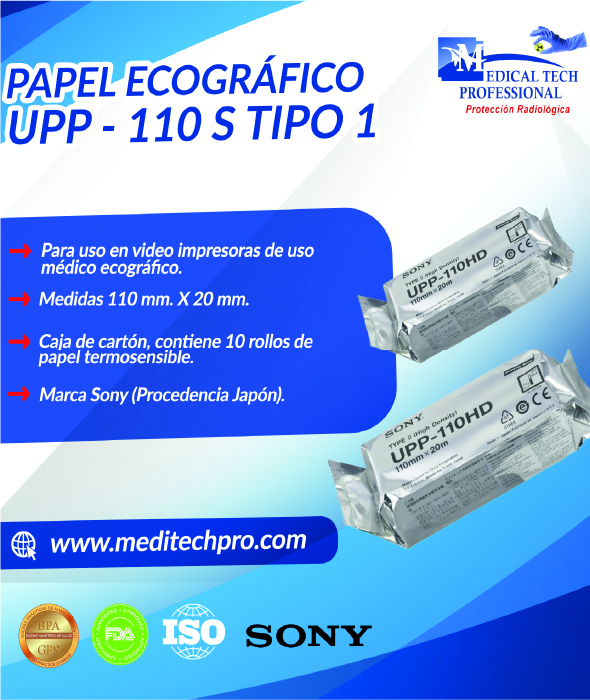 PAPEL ECOGRÁFICO
UPP - 110 S TIPO 1
MEDICAL TECH
PROFESSIONAL
Protección Radiológica
Para uso en video impresoras de uso
médico ecográfico.
Medidas 110 mm. X 20 mm.
Caja de cartón, contiene 10 rollos de
papel termosensible.
Marca Sony (Procedencia Japón).
SONY
TYPE II (High Density)
UPP-110HD
110mm×20m
CE
SONY
TYPE II (High Density)
UPP-110HD
110mm×20m
CE
www.meditechpro.com
BPA
GPS
FDA
ISO
SONY